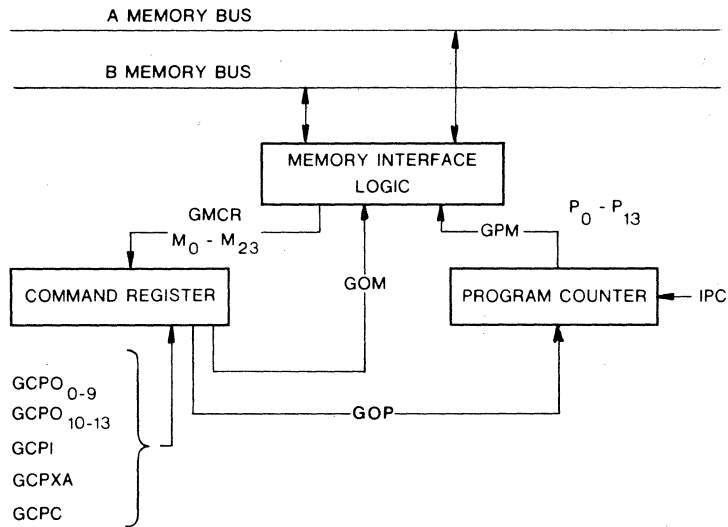 A MEMORY BUS
B MEMORY BUS
MEMORY INTERFACE
LOGIC
GMCR
M0 - M23
P0 - P13
GPM
GOM
COMMAND REGISTER
PROGRAM COUNTER
IPC
GOP
GCPO0-9
GCPO10-13
GCPI
GCPXA
GCPC